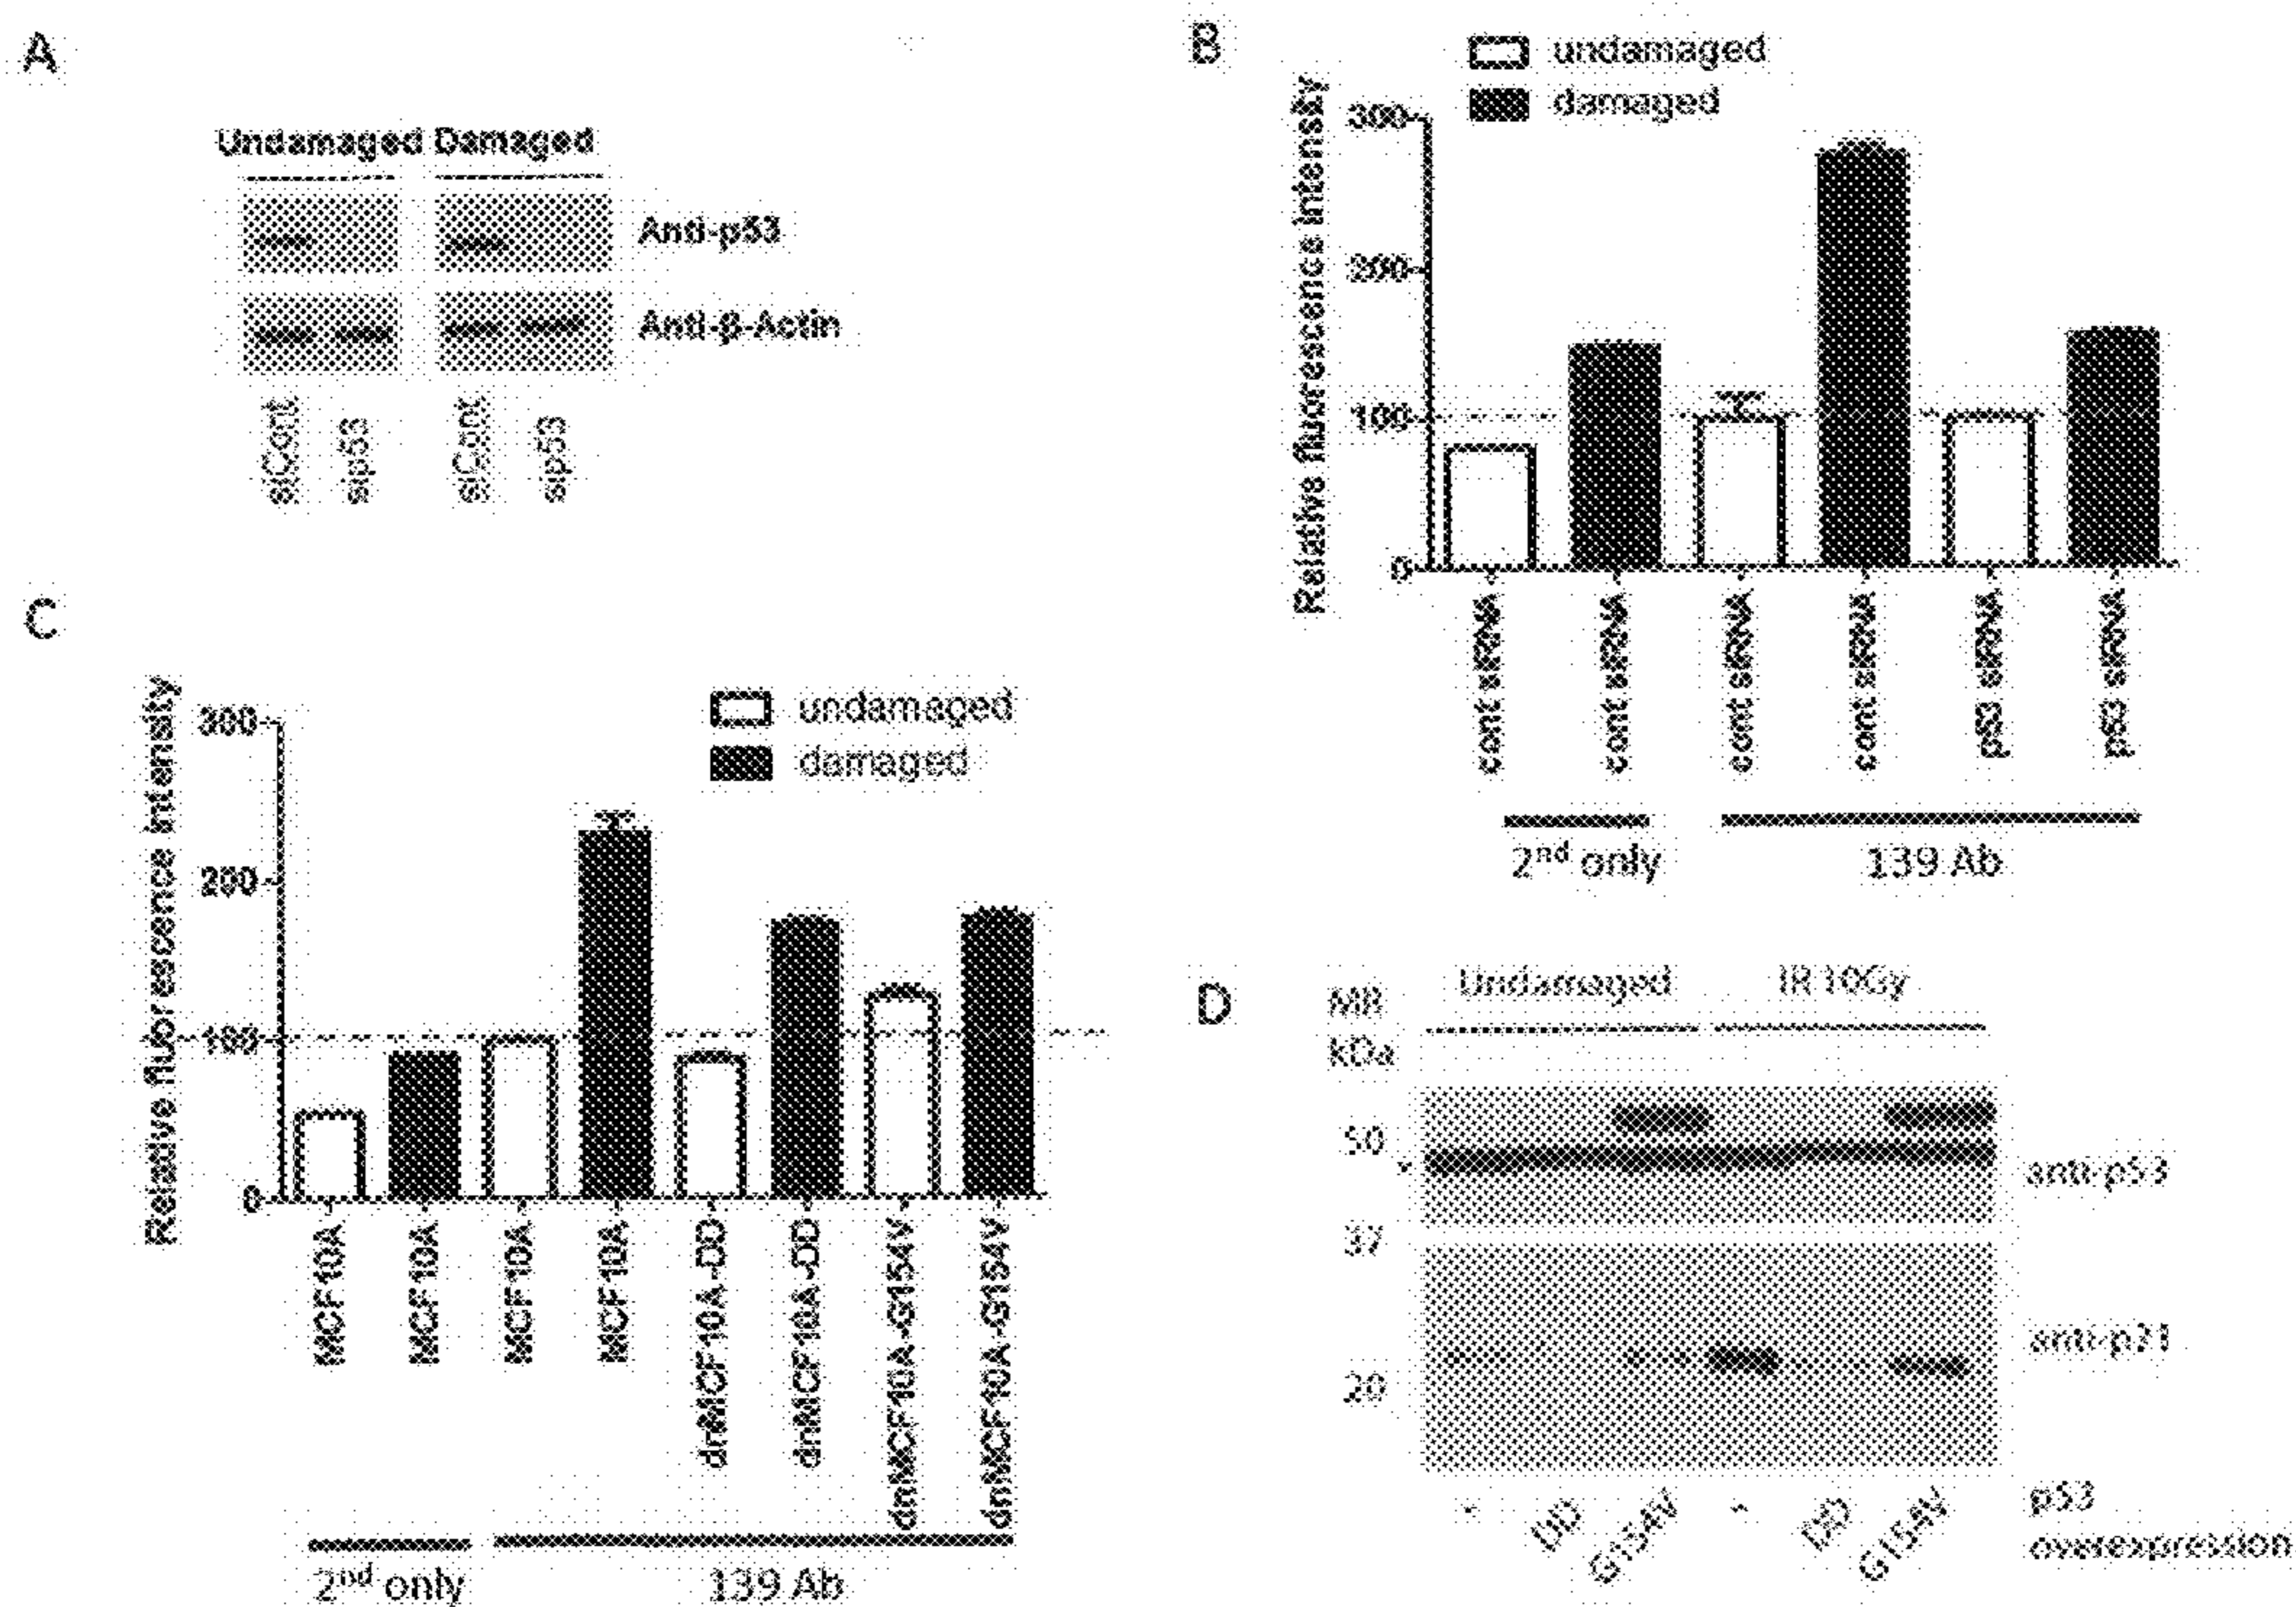 A
Undamaged Damaged
Anti-p53
Anti-β-Actin
siCont
sip53
siCont
sip53
B
undamaged
damaged
Relative fluorescence intensity
300
200
100
0
cont siRNA
cont siRNA
cont siRNA
cont siRNA
p53 siRNA
p53 siRNA
2nd only
139 Ab
C
undamaged
damaged
Relative fluorescence intensity
300
200
100
0
MCF10A
MCF10A
MCF10A
MCF10A
dnMCF10A-DD
dnMCF10A-DD
dnMCF10A-G154V
dnMCF10A-G154V
2nd only
139 Ab
D
MR
kDa
Undamaged
IR 10Gy
50
37
20
anti-p53
anti-p21
-
DD
G154V
-
DD
G154V
p53
overexpression